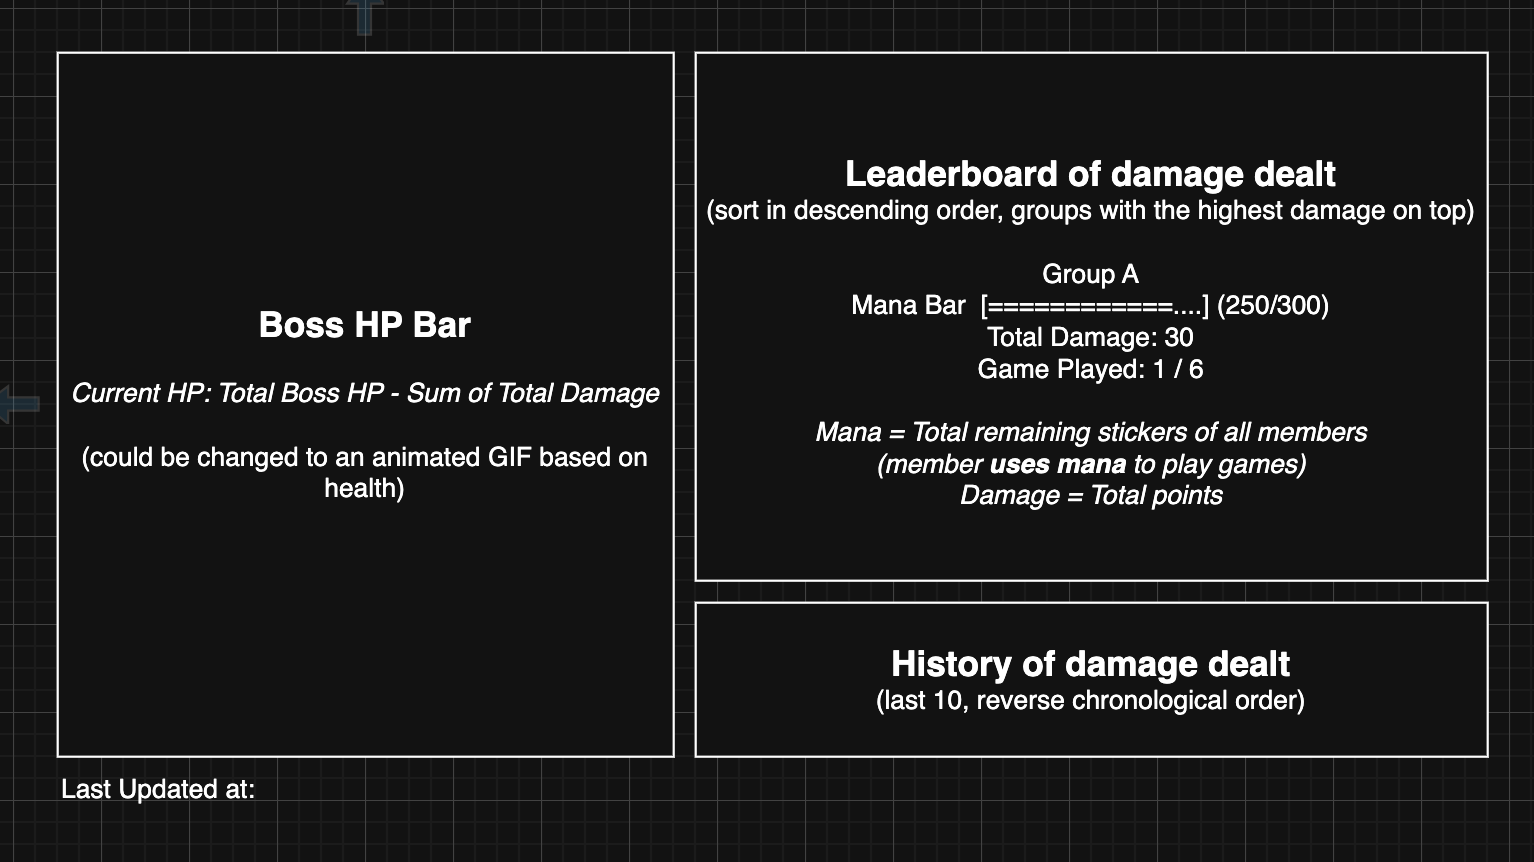 Boss HP Bar
Current HP: Total Boss HP - Sum of Total Damage
(could be changed to an animated GIF based on
health)
Leaderboard of damage dealt
(sort in descending order, groups with the highest damage on top)
Group A
Mana Bar  [============....] (250/300)
Total Damage: 30
Game Played: 1 / 6
Mana = Total remaining stickers of all members
(member uses mana to play games)
Damage = Total points
History of damage dealt
(last 10, reverse chronological order)
Last Updated at: